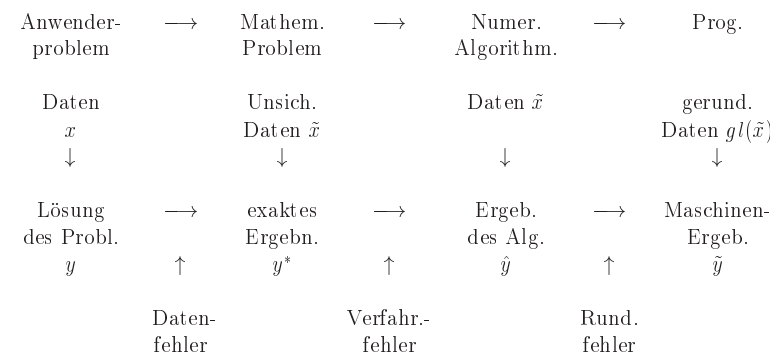 Anwender- ⟶ Mathem. ⟶ Numer. ⟶ Prog.
problem Problem Algorithm.
Daten Unsich. Daten x̃ gerund.
x Daten x̃ Daten gl(x̃)
↓ ↓ ↓ ↓
Lösung ⟶ exaktes ⟶ Ergeb. ⟶ Maschinen-
des Probl. Ergebn. des Alg. Ergeb.
y ↑ y* ↑ ŷ ↑ ỹ
Daten- Verfahr.- Rund.
fehler fehler fehler